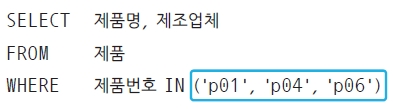 SELECT 제품명, 제조업체
FROM 제품
WHERE 제품번호 IN ('p01', 'p04', 'p06')